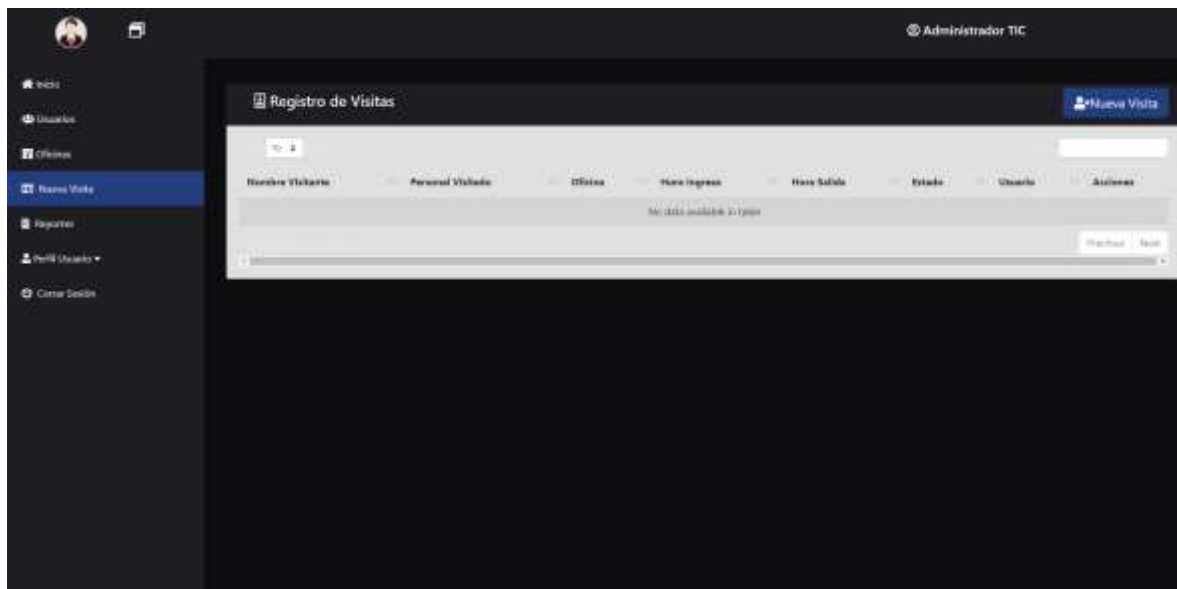 Administrador TIC
Inicio
Usuarios
Oficinas
Nueva Visita
Reportes
Perfil Usuario
Cerrar Sesión
Registro de Visitas
Nueva Visita
10
Nombre Visitante Personal Visitado Oficina Hora Ingreso Hora Salida Estado Usuario Acciones
No data available in table
Previous Next